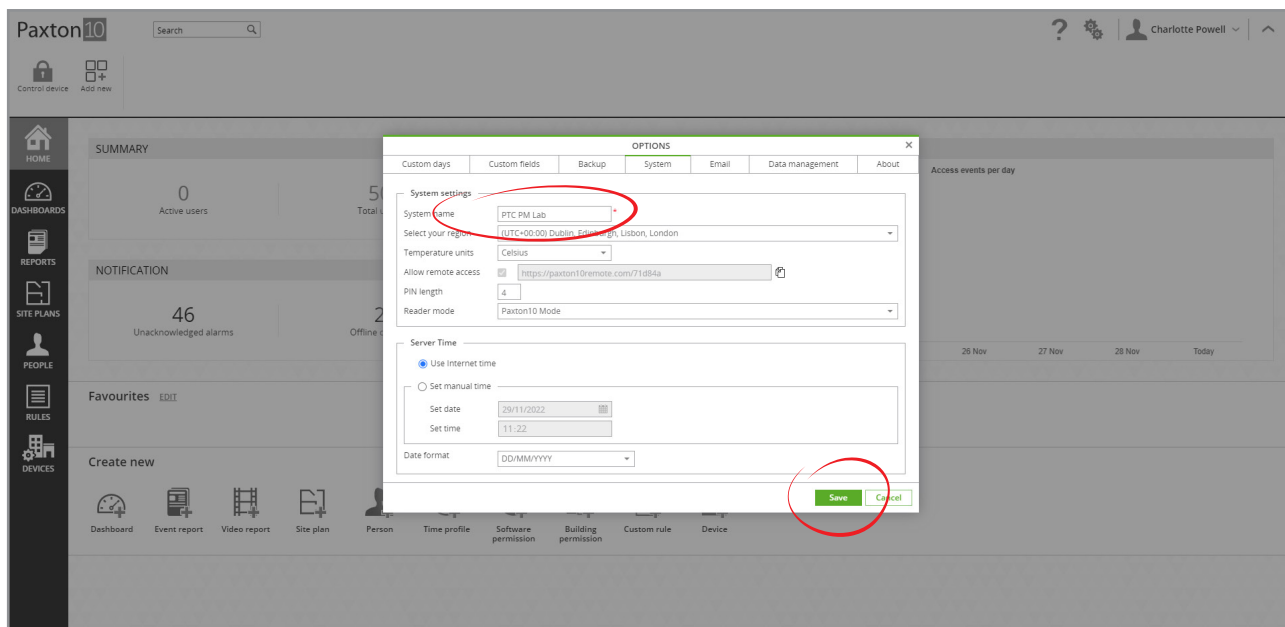 Paxton10
Search
Charlotte Powell
Control device
Add new
HOME
DASHBOARDS
REPORTS
SITE PLANS
PEOPLE
RULES
DEVICES
SUMMARY
0
Active users
Total
NOTIFICATION
46
Unacknowledged alarms
Offline
OPTIONS
Custom days Custom fields Backup System Email Data management About
System settings
System name PTC PM Lab *
Select your region (UTC+00:00) Dublin, Edinburgh, Lisbon, London
Temperature units Celsius
Allow remote access https://paxton10remote.com/71d84a
PIN length 4
Reader mode Paxton10 Mode
Server Time
Use Internet time
Set manual time
Set date 29/11/2022
Set time 11:22
Date format DD/MM/YYYY
Save Cancel
Access events per day
26 Nov 27 Nov 28 Nov Today
Favourites EDIT
Create new
Dashboard
Event report
Video report
Site plan
Person
Time profile
Software
permission
Building
permission
Custom rule
Device